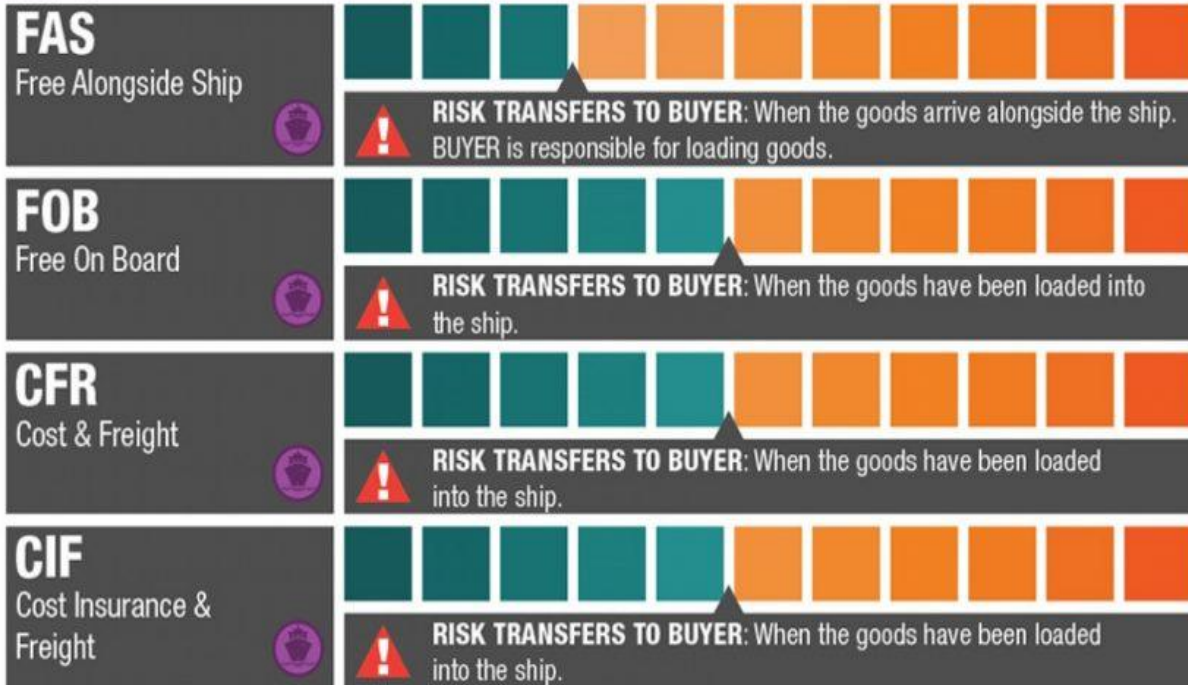 FAS
Free Alongside Ship
RISK TRANSFERS TO BUYER: When the goods arrive alongside the ship.
BUYER is responsible for loading goods.
FOB
Free On Board
RISK TRANSFERS TO BUYER: When the goods have been loaded into
the ship.
CFR
Cost & Freight
RISK TRANSFERS TO BUYER: When the goods have been loaded
into the ship.
CIF
Cost Insurance &
Freight
RISK TRANSFERS TO BUYER: When the goods have been loaded
into the ship.